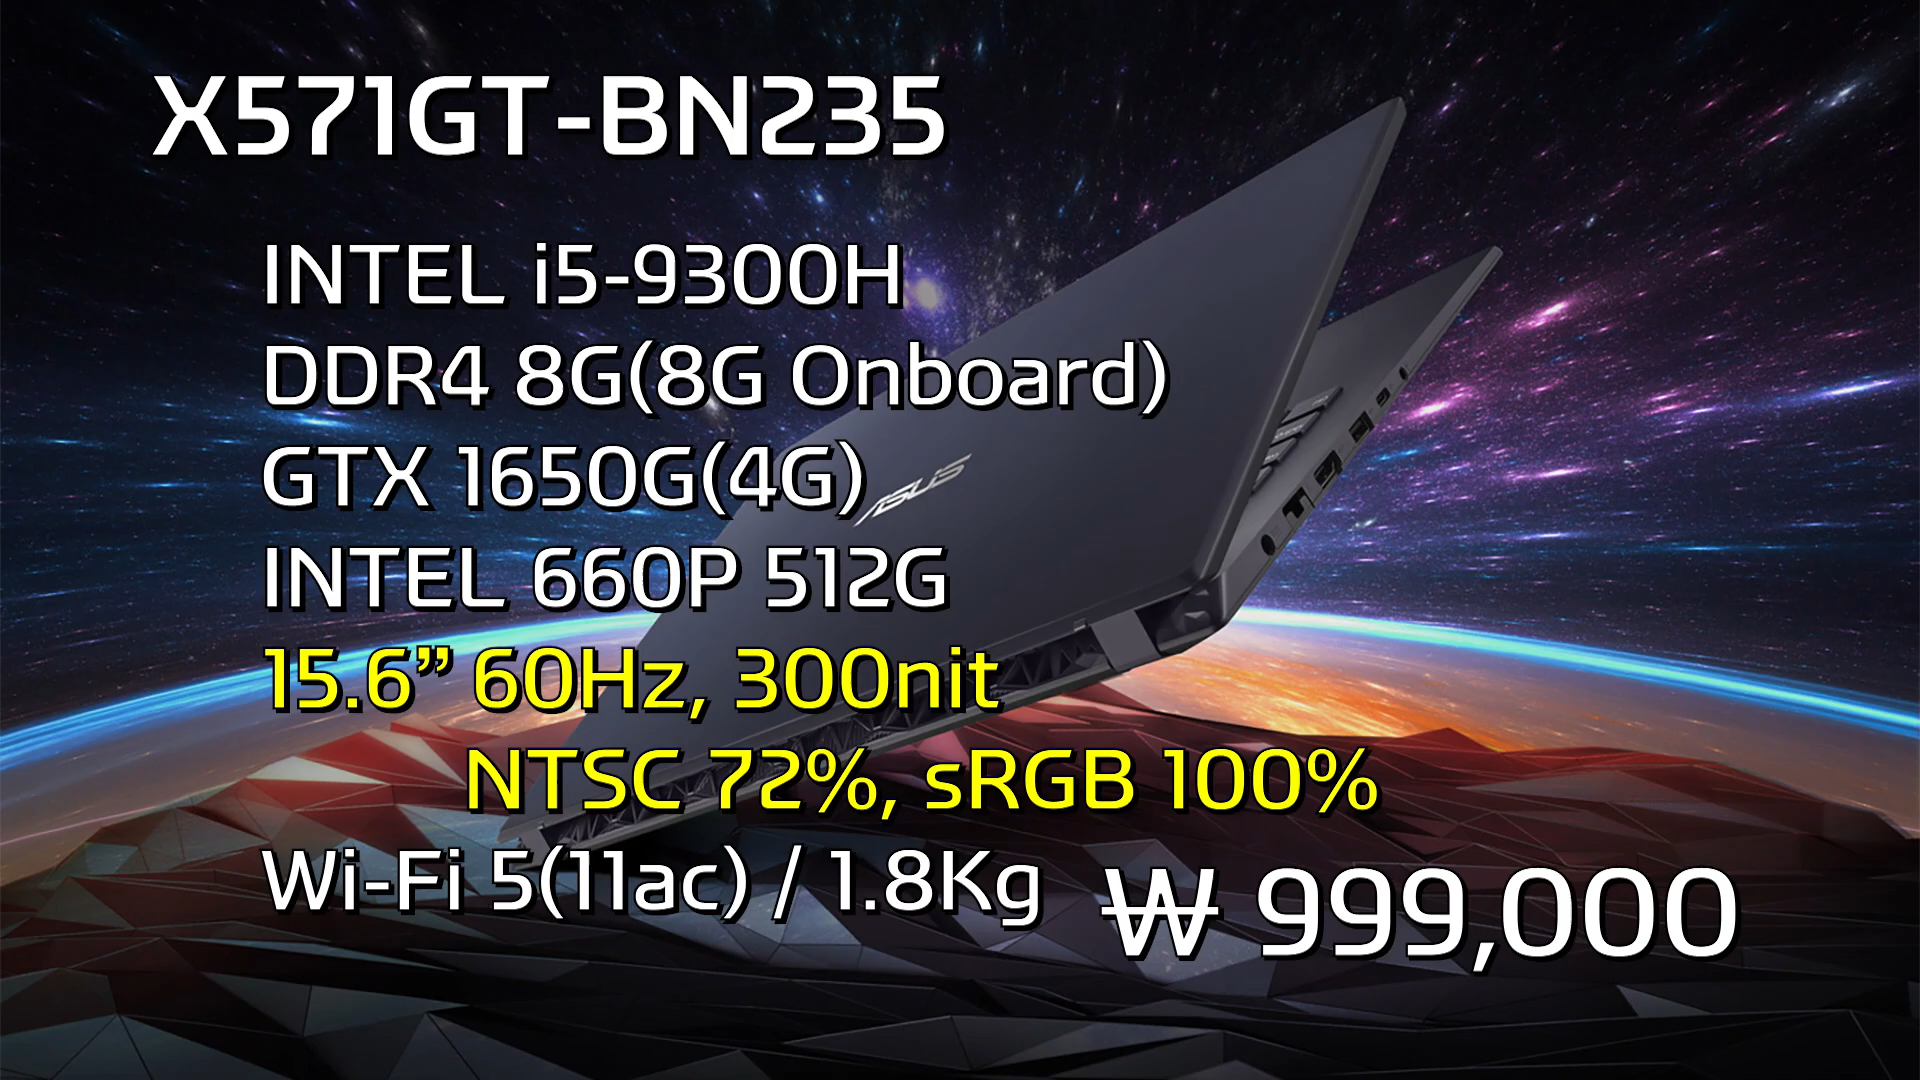 X571GT-BN235
INTEL i5-9300H
DDR4 8G(8G Onboard)
GTX 1650G(4G)
ASUS
INTEL 660P 512G
15.6” 60Hz, 300nit
NTSC 72%, sRGB 100%
Wi-Fi 5(11ac) / 1.8Kg
₩ 999,000